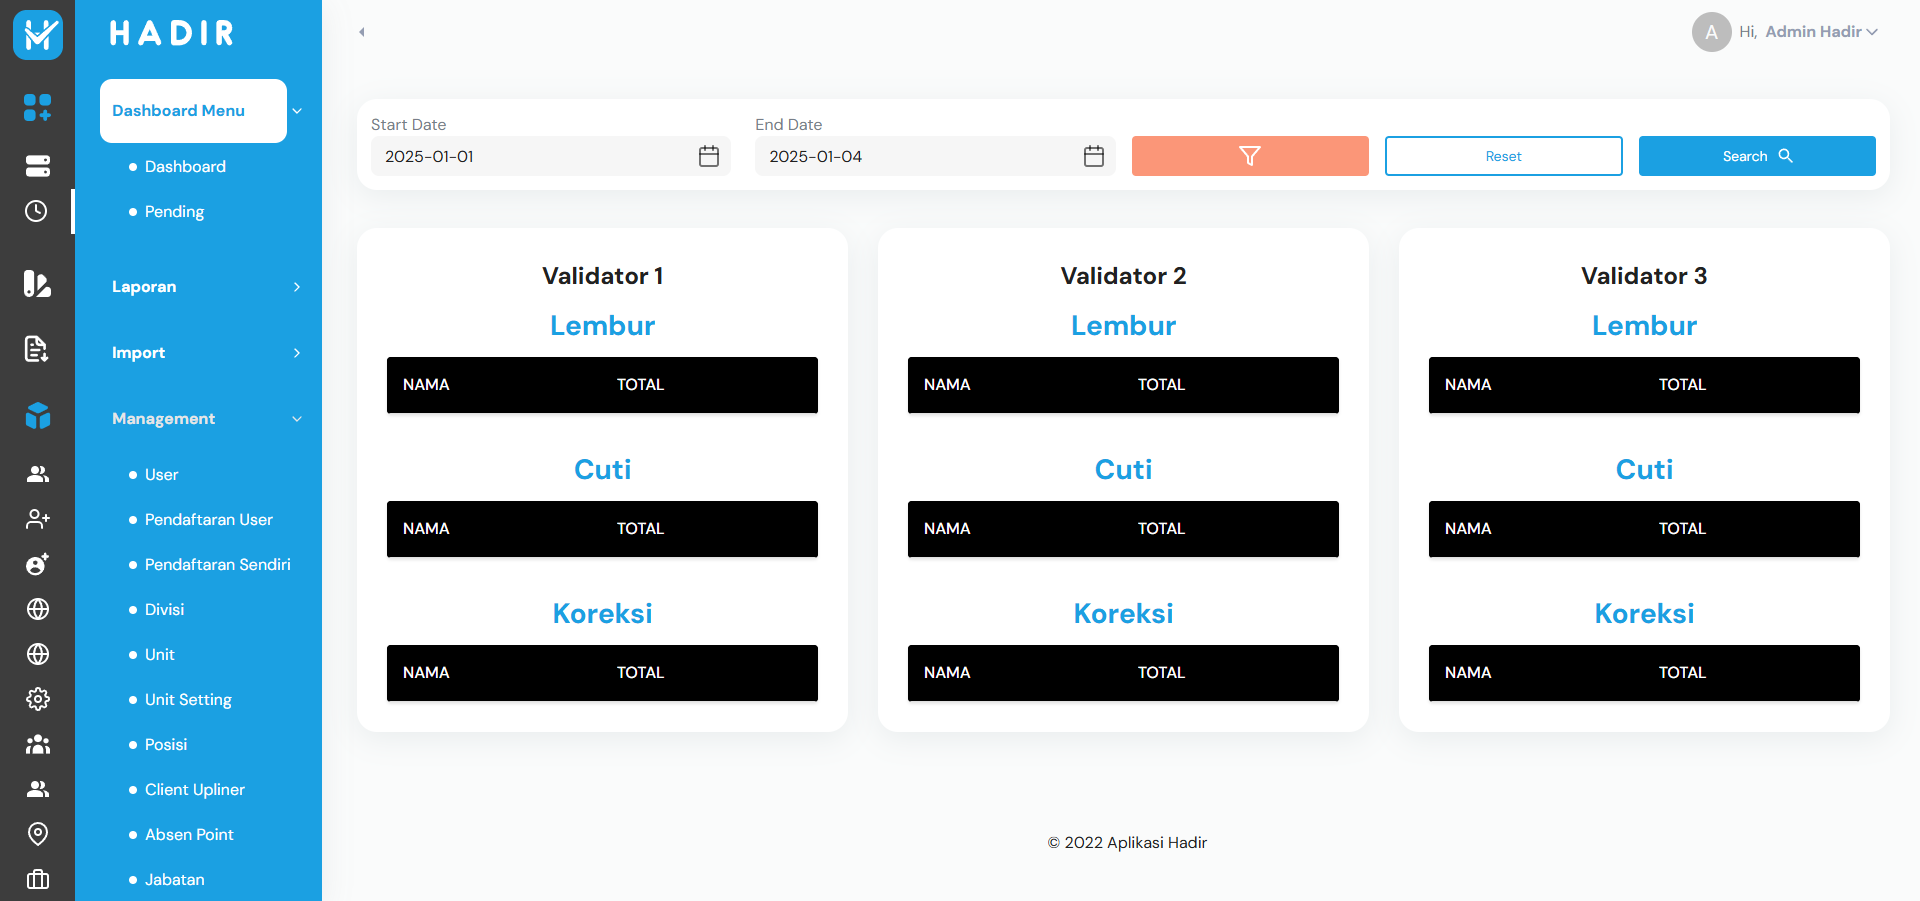 HADIR
Dashboard Menu
Dashboard
Pending
Laporan
Import
Management
User
Pendaftaran User
Pendaftaran Sendiri
Divisi
Unit
Unit Setting
Posisi
Client Upliner
Absen Point
Jabatan
A Hi, Admin Hadir
Start Date
2025-01-01
End Date
2025-01-04
Reset
Search
Validator 1
Lembur
NAMA TOTAL
Cuti
NAMA TOTAL
Koreksi
NAMA TOTAL
Validator 2
Lembur
NAMA TOTAL
Cuti
NAMA TOTAL
Koreksi
NAMA TOTAL
Validator 3
Lembur
NAMA TOTAL
Cuti
NAMA TOTAL
Koreksi
NAMA TOTAL
© 2022 Aplikasi Hadir